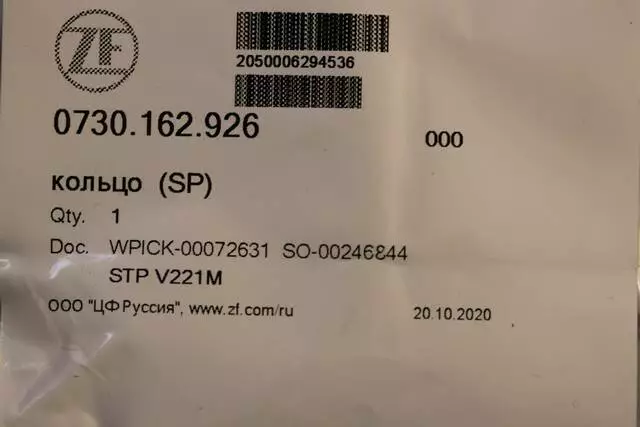 ZF
2050006294536
0730.162.926
000
кольцо (SP)
Qty. 1
Doc. WPICK-00072631 SO-00246844
STP V221M
ООО "ЦФ Руссия", www.zf.com/ru 20.10.2020